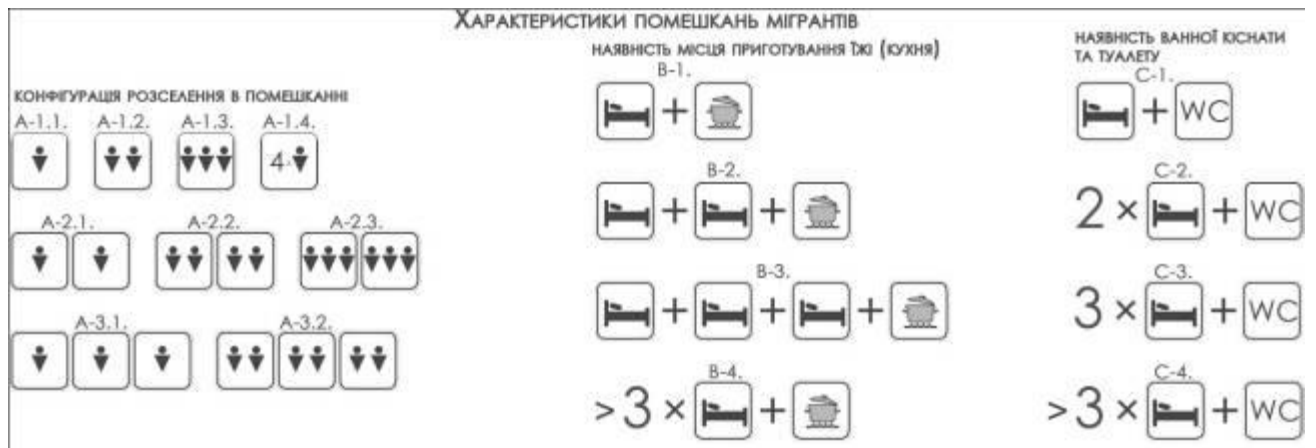 ХАРАКТЕРИСТИКИ ПОМЕШКАНЬ МІГРАНТІВ
КОНФІГУРАЦІЯ РОЗСЕЛЕННЯ В ПОМЕШКАННІ
А-1.1. А-1.2. А-1.3. А-1.4.
4
А-2.1. А-2.2. А-2.3.
А-3.1. А-3.2.
НАЯВНІСТЬ МІСЦЯ ПРИГОТУВАННЯ ЇЖІ (КУХНЯ)
В-1.
+
В-2.
+ +
В-3.
+ + +
В-4.
>3 × +
НАЯВНІСТЬ ВАННОЇ КІСНАТИ
ТА ТУАЛЕТУ
С-1.
+ WC
С-2.
2 × + WC
С-3.
3 × + WC
С-4.
>3 × + WC